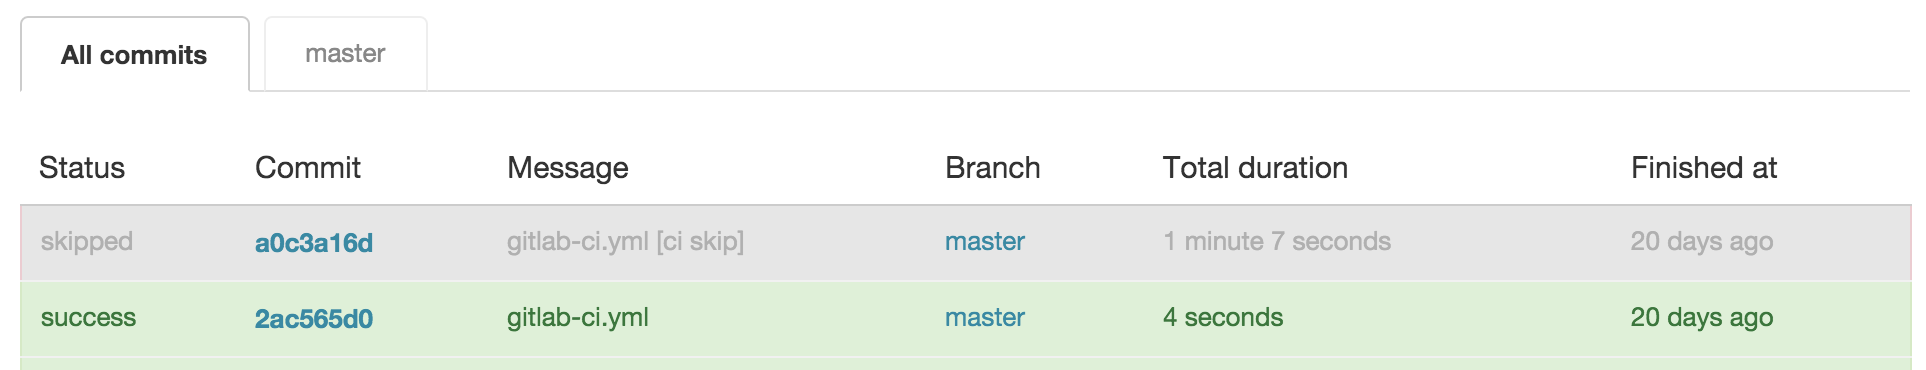 All commits master
Status Commit Message Branch Total duration Finished at
skipped a0c3a16d gitlab-ci.yml [ci skip] master 1 minute 7 seconds 20 days ago
success 2ac565d0 gitlab-ci.yml master 4 seconds 20 days ago